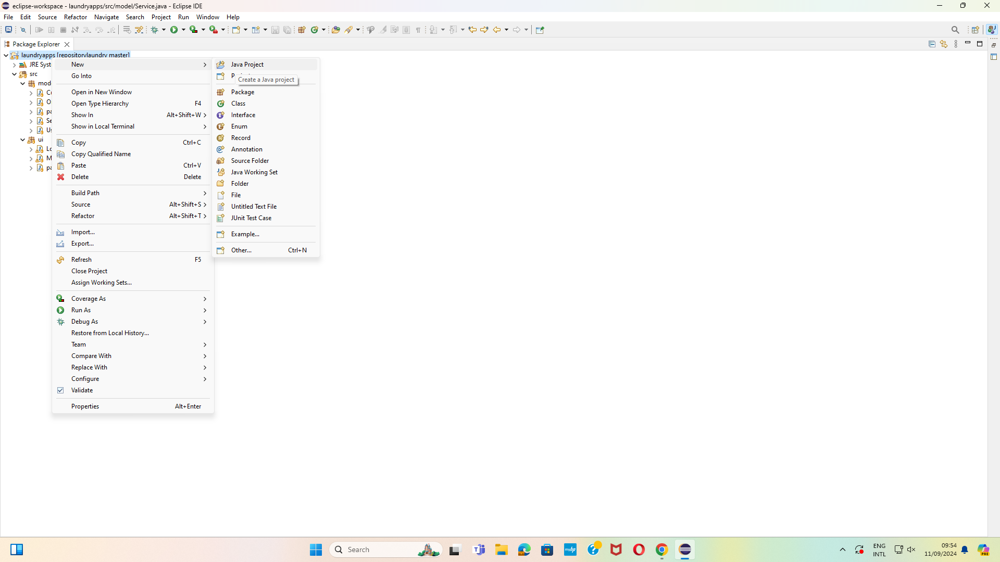 eclipse-workspace - laundryapps/src/model/Service.java - Eclipse IDE
File Edit Source Refactor Navigate Search Project Run Window Help
Package Explorer
laundryapps [repositorylaundry master]
JRE Syst
src
mod
C
O
pa
Se
Us
ui
Lo
M
pa
New
Go Into
Open in New Window
Open Type Hierarchy F4
Show In Alt+Shift+W
Show in Local Terminal
Copy Ctrl+C
Copy Qualified Name
Paste Ctrl+V
Delete Delete
Build Path
Source Alt+Shift+S
Refactor Alt+Shift+T
Import...
Export...
Refresh F5
Close Project
Assign Working Sets...
Coverage As
Run As
Debug As
Restore from Local History...
Team
Compare With
Replace With
Configure
Validate
Properties Alt+Enter
Java Project
Create a Java project
Package
Class
Interface
Enum
Record
Annotation
Source Folder
Java Working Set
Folder
File
Untitled Text File
JUnit Test Case
Example...
Other... Ctrl+N
Search
myhp
ENG
INTL
09:54
11/09/2024
PRE